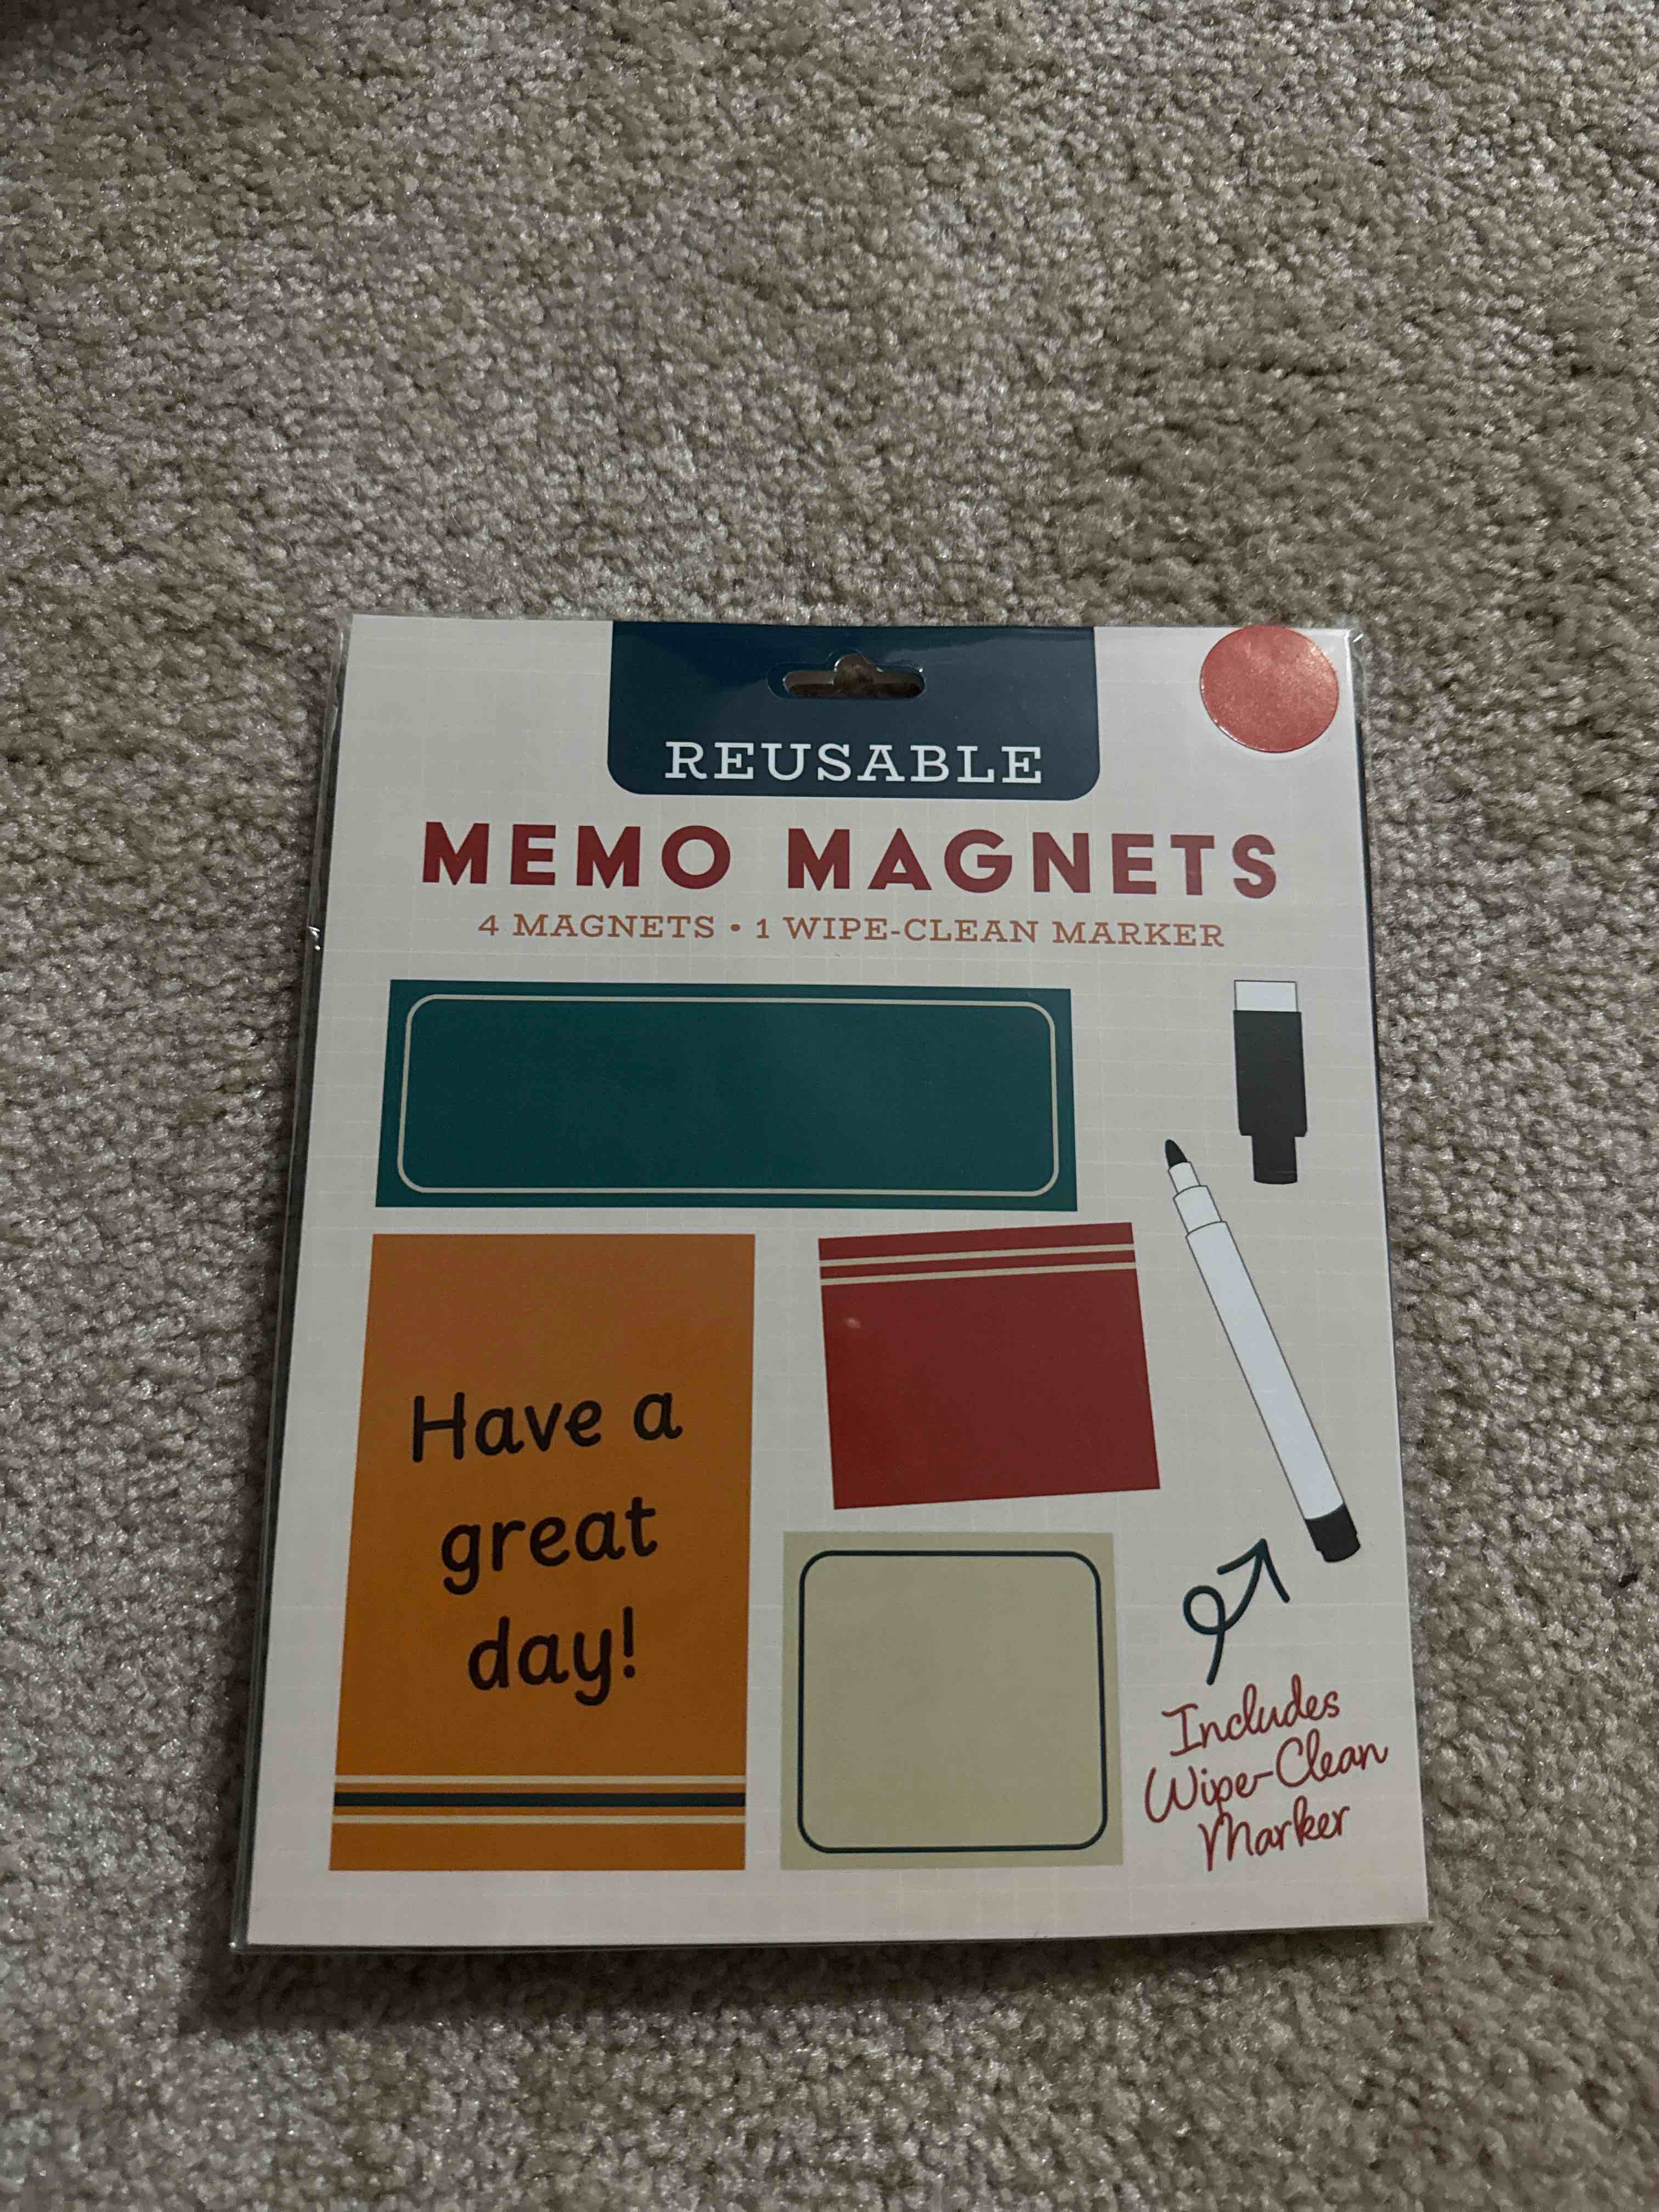 REUSABLE
MEMO MAGNETS
4 MAGNETS • 1 WIPE-CLEAN MARKER
Have a
great
day!
Includes
Wipe-Clean
Marker